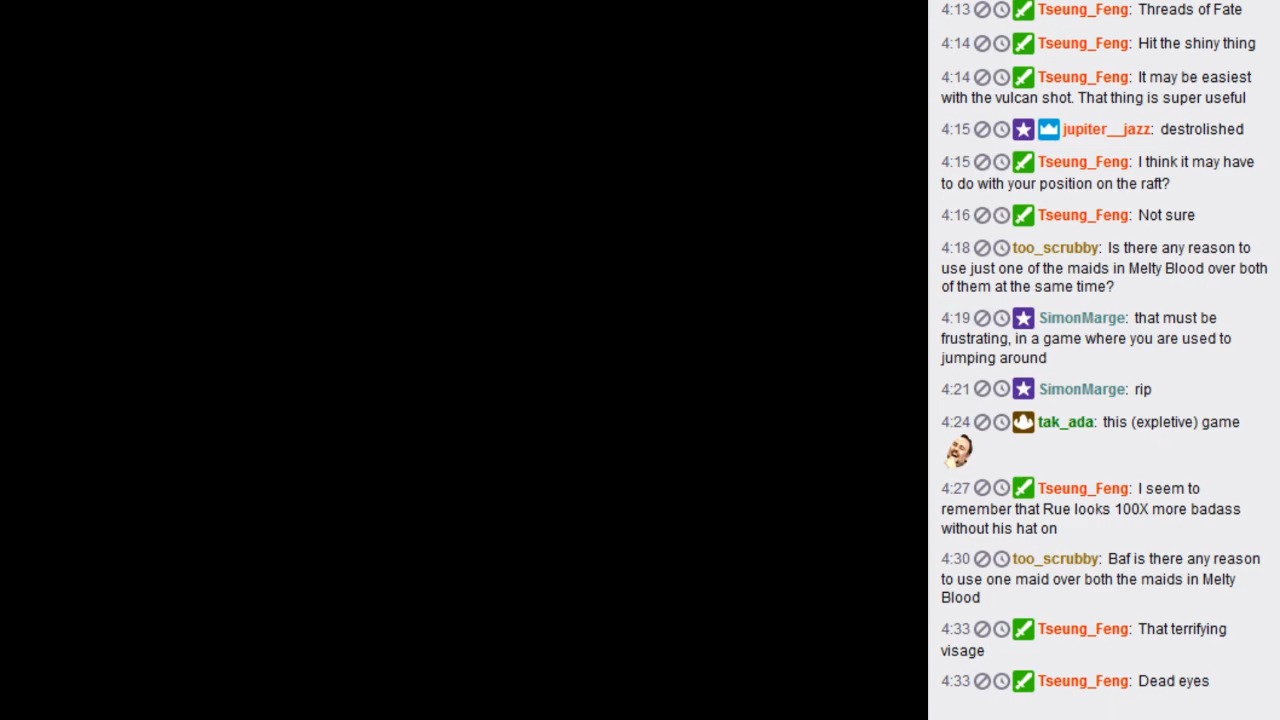 4:13 Tseung_Feng: Threads of Fate
4:14 Tseung_Feng: Hit the shiny thing
4:14 Tseung_Feng: It may be easiest
with the vulcan shot. That thing is super useful
4:15 jupiter__jazz: destrolished
4:15 Tseung_Feng: I think it may have
to do with your position on the raft?
4:16 Tseung_Feng: Not sure
4:18 too_scrubby: Is there any reason to
use just one of the maids in Melty Blood over both
of them at the same time?
4:19 SimonMarge: that must be
frustrating, in a game where you are used to
jumping around
4:21 SimonMarge: rip
4:24 tak_ada: this (expletive) game
4:27 Tseung_Feng: I seem to
remember that Rue looks 100X more badass
without his hat on
4:30 too_scrubby: Baf is there any reason
to use one maid over both the maids in Melty
Blood
4:33 Tseung_Feng: That terrifying
visage
4:33 Tseung_Feng: Dead eyes